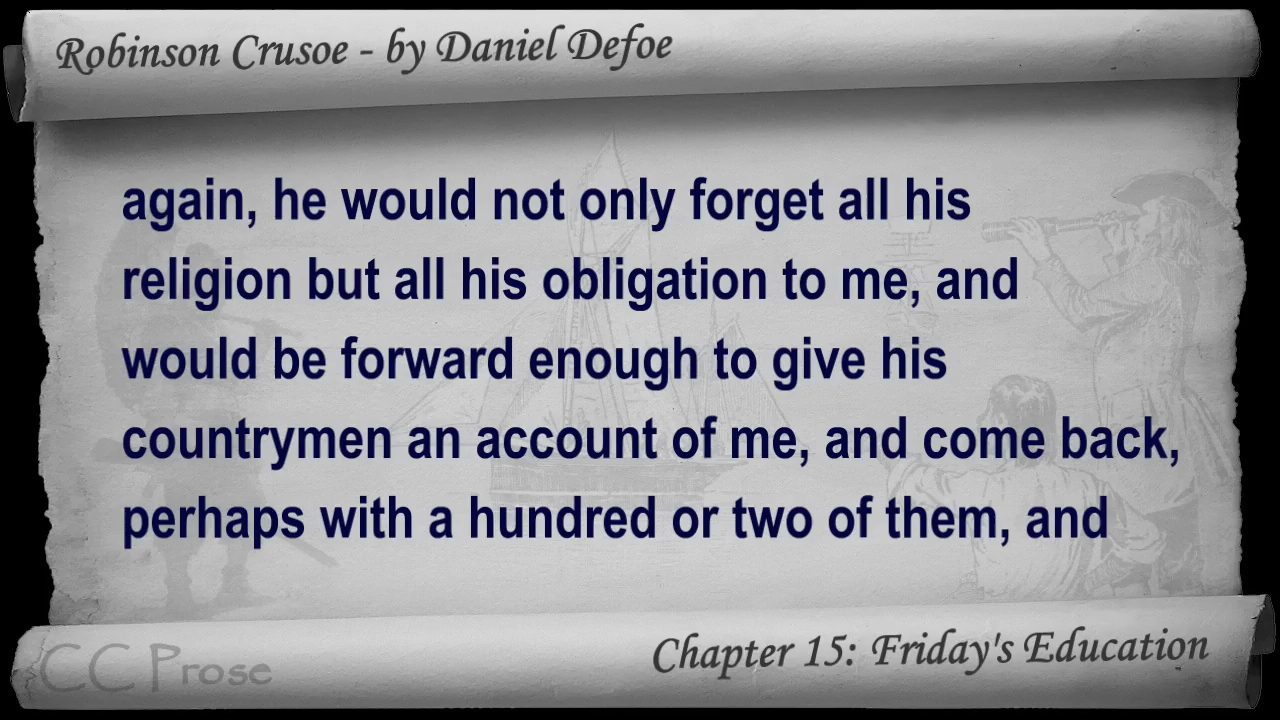 Robinson Crusoe - by Daniel Defoe
again, he would not only forget all his
religion but all his obligation to me, and
would be forward enough to give his
countrymen an account of me, and come back,
perhaps with a hundred or two of them, and
Chapter 15: Friday's Education
CC Prose